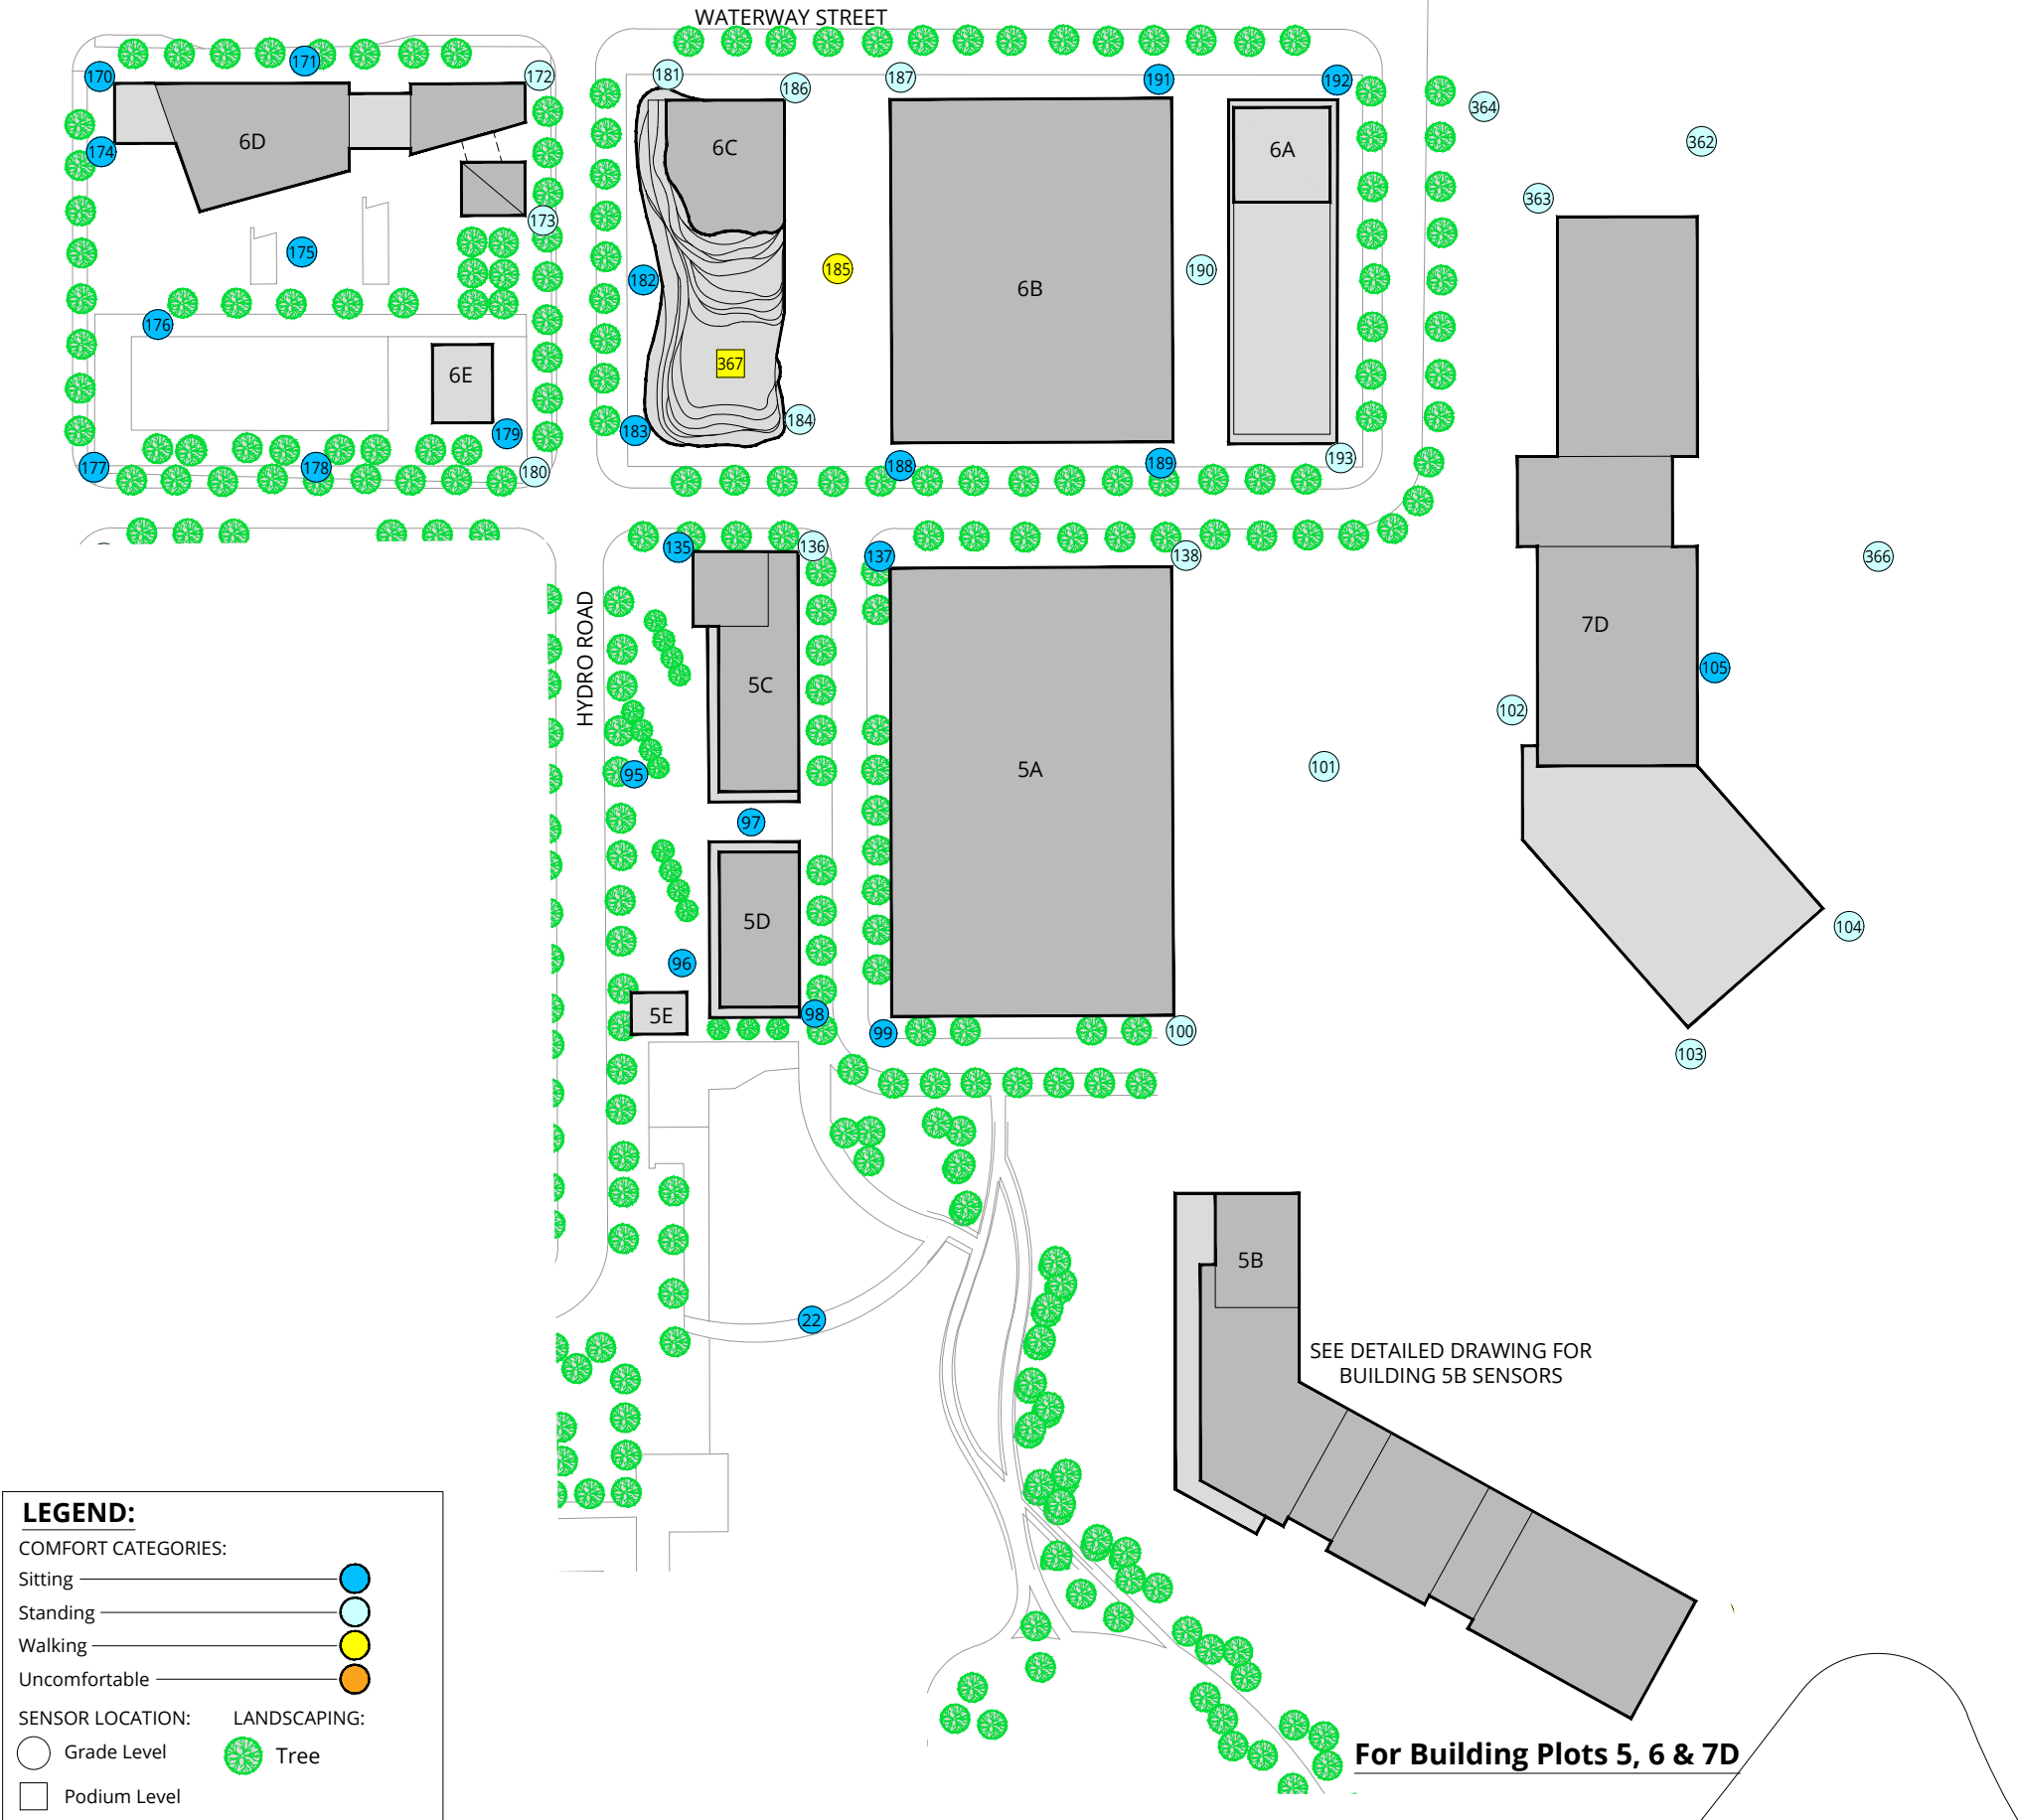 WATERWAY STREET
170
171
172
181
186
187
191
192
364
362
6D
6C
6A
174
363
173
175
182
185
6B
190
176
367
6E
184
183
179
177
178
180
188
189
193
135
136
137
138
366
HYDRO ROAD
7D
5C
105
102
95
5A
101
97
5D
104
96
5E
98
99
100
103
5B
22
SEE DETAILED DRAWING FOR
BUILDING 5B SENSORS
LEGEND:
COMFORT CATEGORIES:
Sitting
Standing
Walking
Uncomfortable
SENSOR LOCATION: LANDSCAPING:
Grade Level Tree
Podium Level
For Building Plots 5, 6 & 7D